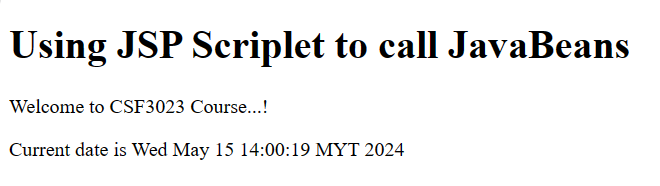 Using JSP Scriplet to call JavaBeans
Welcome to CSF3023 Course...!
Current date is Wed May 15 14:00:19 MYT 2024